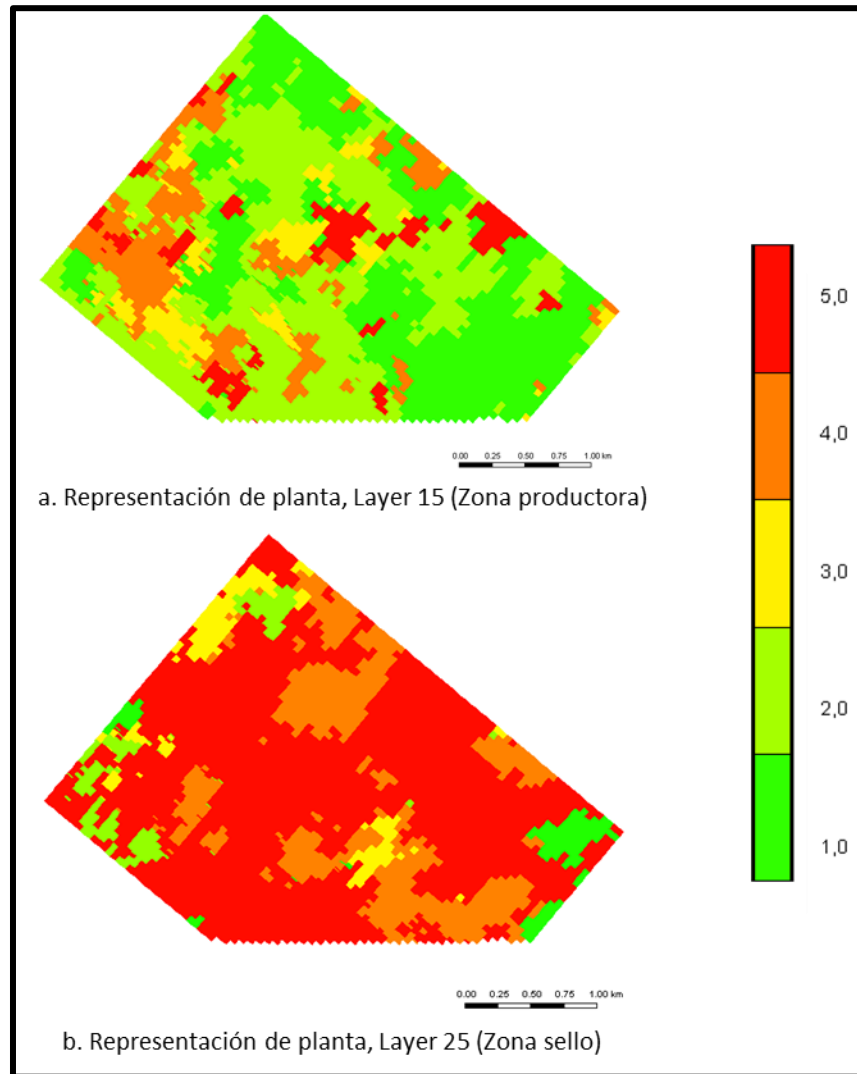 0.00 0.25 0.50 0.75 1.00 km
a. Representación de planta, Layer 15 (Zona productora)
5,0
4,0
3,0
2,0
1,0
0.00 0.25 0.50 0.75 1.00 km
b. Representación de planta, Layer 25 (Zona sello)